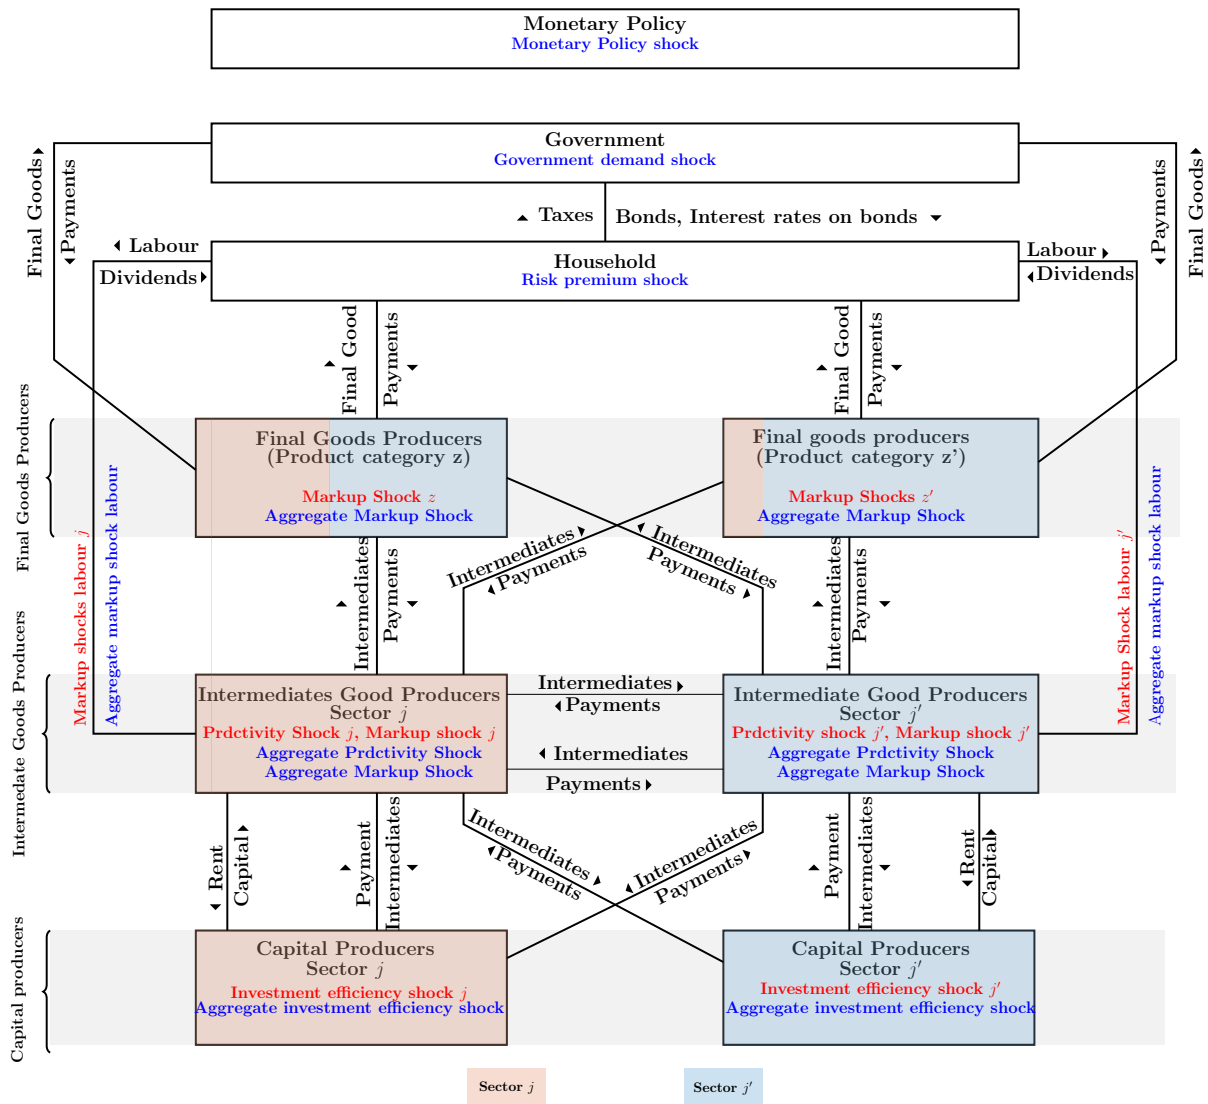 Monetary Policy
Monetary Policy shock
Government
Government demand shock
Taxes
Bonds, Interest rates on bonds
Household
Risk premium shock
Final Goods
Payments
Labour
Dividends
Labour
Dividends
Payments
Final Goods
Final Good
Payments
Final Good
Payments
Final Goods Producers
Final Goods Producers
(Product category z)
Markup Shock z
Aggregate Markup Shock
Final goods producers
(Product category z’)
Markup Shocks z′
Aggregate Markup Shock
Markup shocks labour j
Aggregate markup shock labour
Intermediates
Payments
Intermediates
Payments
Intermediates
Payments
Intermediates
Payments
Markup Shock labour j′
Aggregate markup shock labour
Intermedate Goods Producers
Intermediates Good Producers
Sector j
Prdctivity Shock j, Markup shock j
Aggregate Prdctivity Shock
Aggregate Markup Shock
Intermediates
Payments
Intermediates
Payments
Intermediate Good Producers
Sector j′
Prdctivity shock j′, Markup shock j′
Aggregate Prdctivity Shock
Aggregate Markup Shock
Rent
Capital
Payment
Intermediates
Intermediates
Payments
Intermediates
Payments
Payment
Intermediates
Rent
Capital
Capital producers
Capital Producers
Sector j
Investment efficiency shock j
Aggregate investment efficiency shock
Capital Producers
Sector j′
Investment efficiency shock j′
Aggregate investment efficiency shock
Sector j
Sector j′